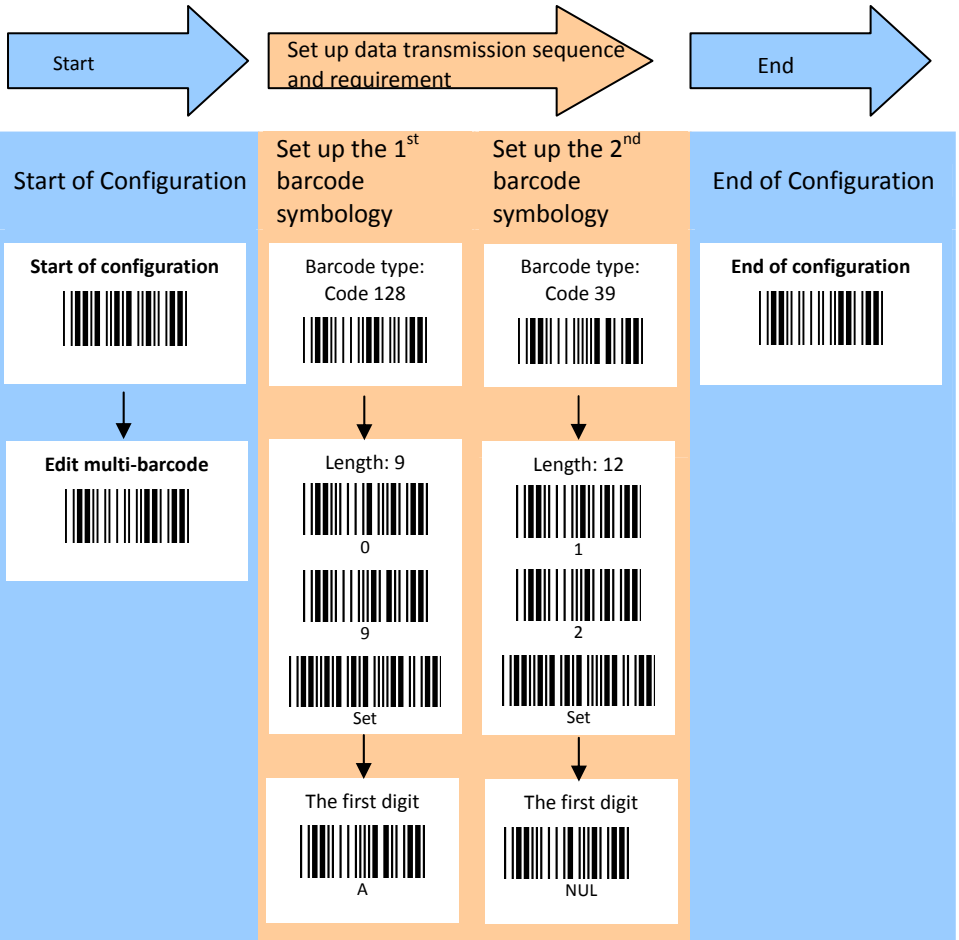 Start
Set up data transmission sequence
and requirement
End
Start of Configuration
Set up the 1st
barcode
symbology
Set up the 2nd
barcode
symbology
End of Configuration
Start of configuration
Edit multi-barcode
Barcode type:
Code 128
Length: 9
0
9
Set
The first digit
A
Barcode type:
Code 39
Length: 12
1
2
Set
The first digit
NUL
End of configuration